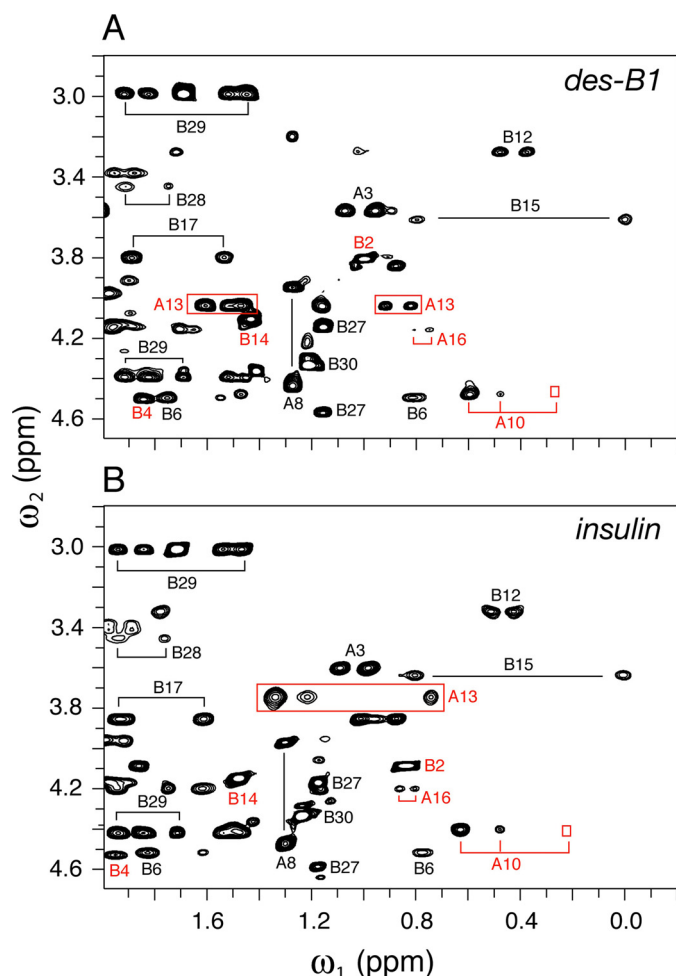 A
des-B1
3.0
B29
B12
3.4
B28
A3
B15
B17
B2
3.8
A13
A13
B14
B27
A16
4.2
B29
B30
A8
B4
B6
B27
B6
A10
4.6
ω2 (ppm)
B
insulin
3.0
B29
B12
3.4
B28
A3
B15
B17
A13
3.8
B2
B14
B27
A16
4.2
B29
B30
B4
B6
A8
B27
B6
A10
4.6
1.6
1.2
0.8
0.4
0.0
ω1 (ppm)